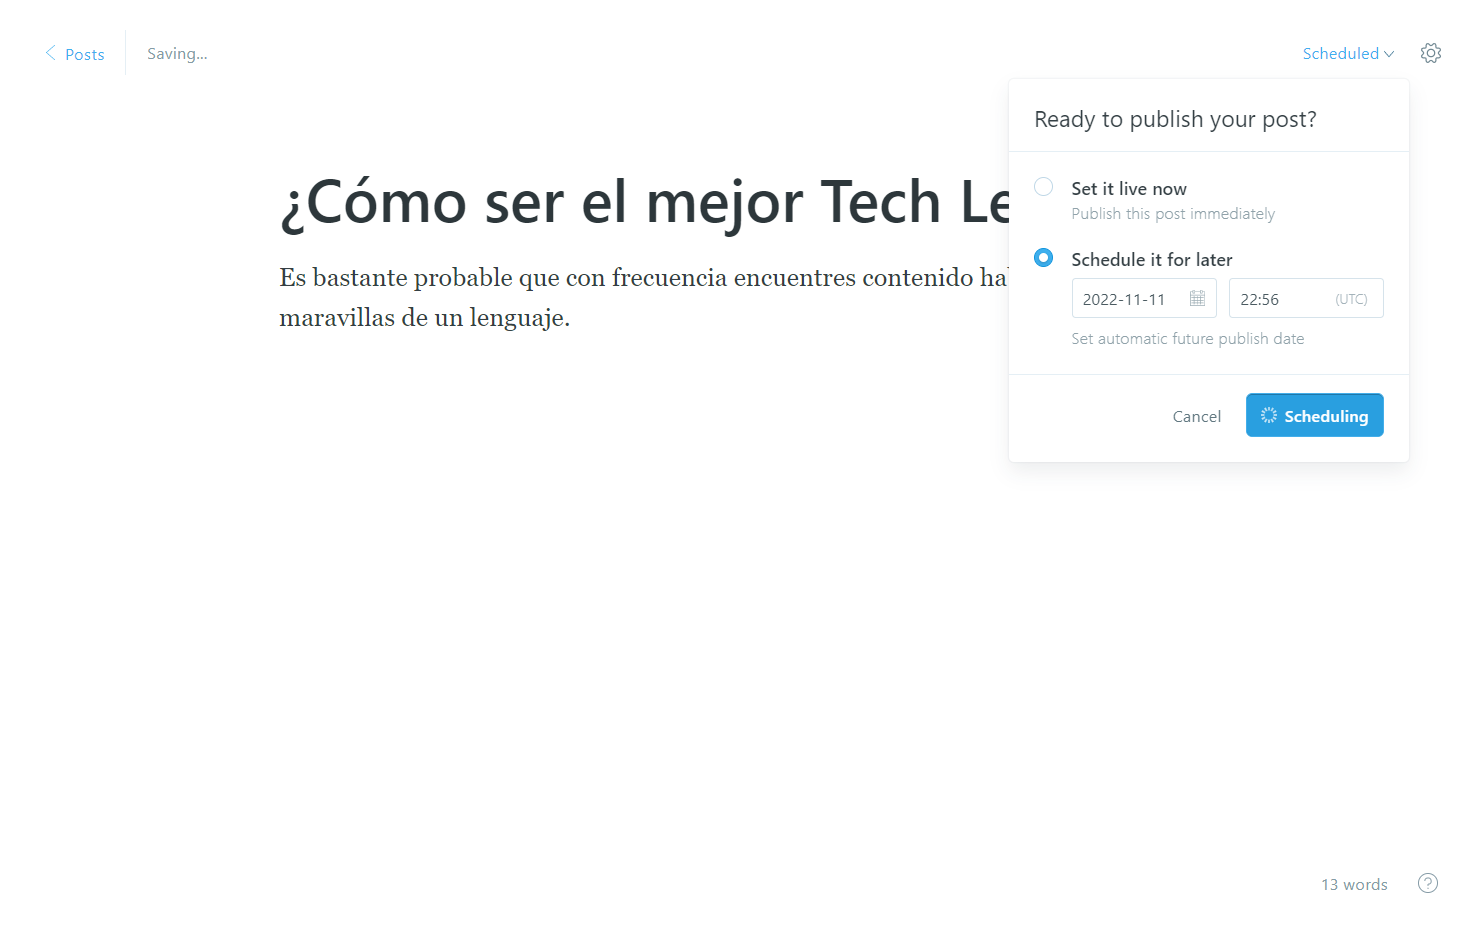 Posts
Saving...
Scheduled
Ready to publish your post?
¿Cómo ser el mejor Tech
Set it live now
Publish this post immediately
Es bastante probable que con frecuencia encuentres contenido
maravillas de un lenguaje.
Schedule it for later
2022-11-11
22:56
(UTC)
Set automatic future publish date
Cancel
Scheduling
13 words
?